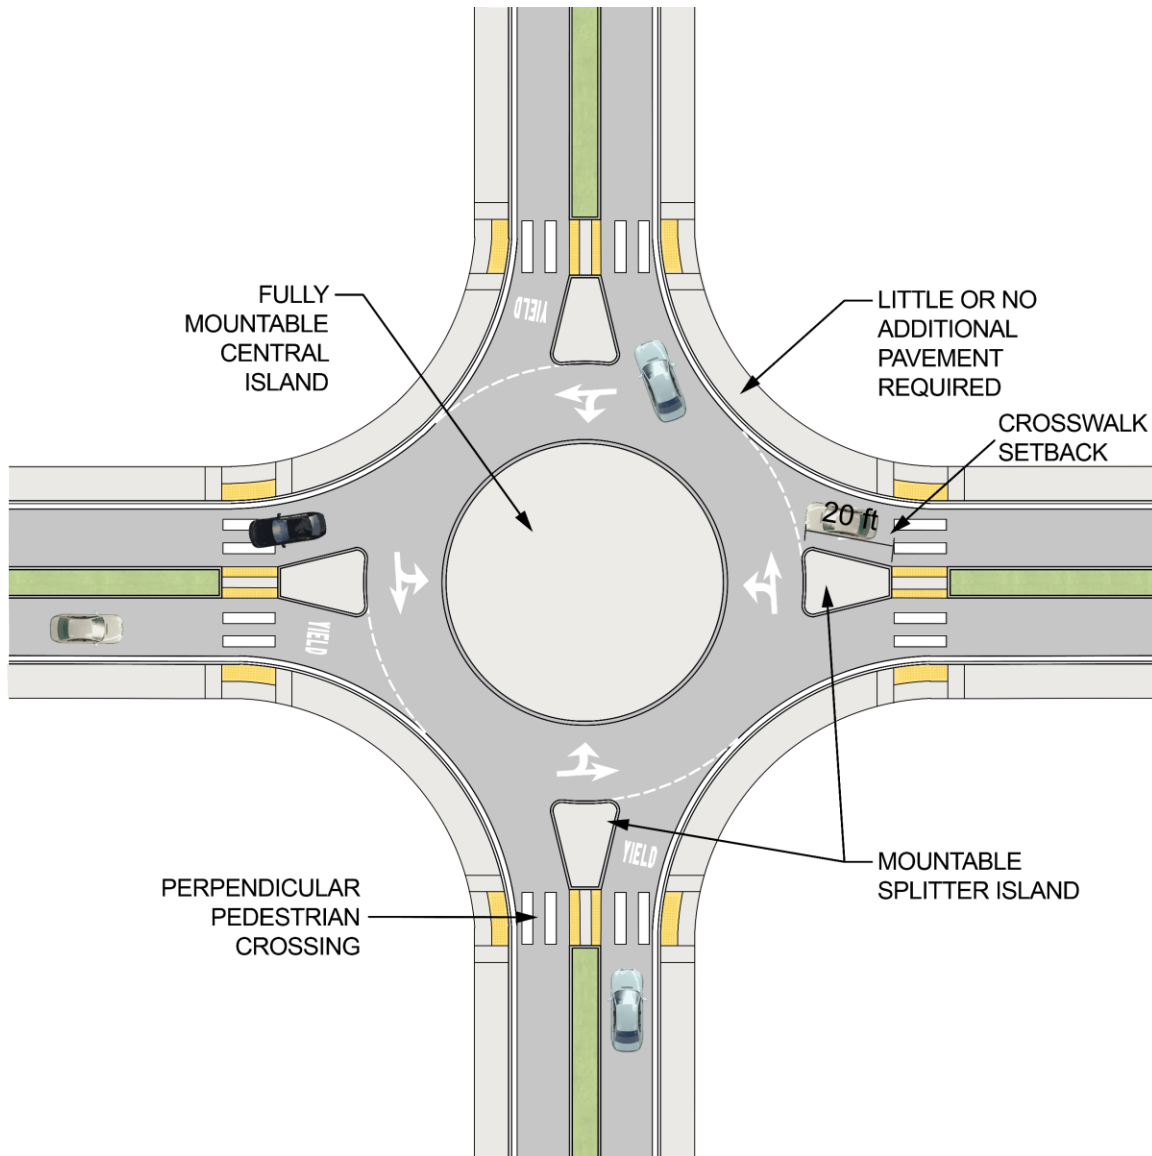 YIELD
FULLY
MOUNTABLE
CENTRAL
ISLAND
LITTLE OR NO
ADDITIONAL
PAVEMENT
REQUIRED
CROSSWALK
SETBACK
20 ft
YIELD
YIELD
MOUNTABLE
SPLITTER ISLAND
PERPENDICULAR
PEDESTRIAN
CROSSING